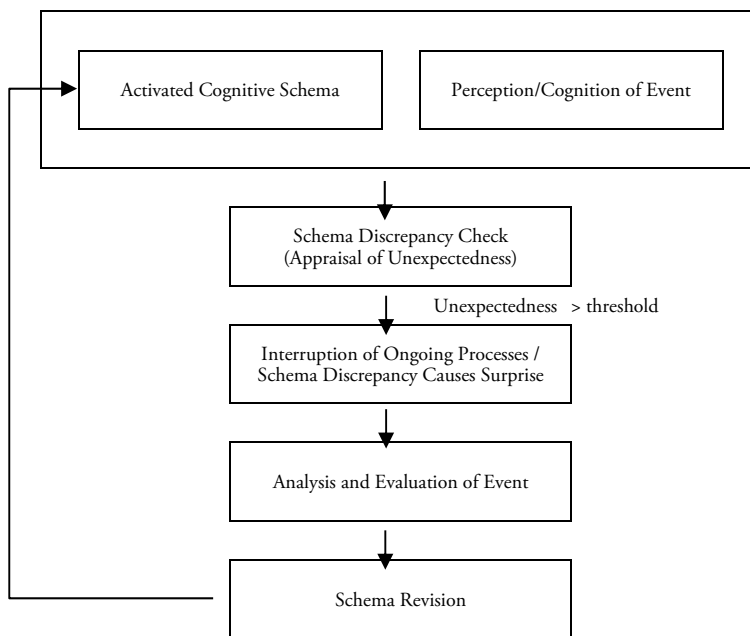 Activated Cognitive Schema
Perception/Cognition of Event
Schema Discrepancy Check
(Appraisal of Unexpectedness)
Unexpectedness > threshold
Interruption of Ongoing Processes /
Schema Discrepancy Causes Surprise
Analysis and Evaluation of Event
Schema Revision